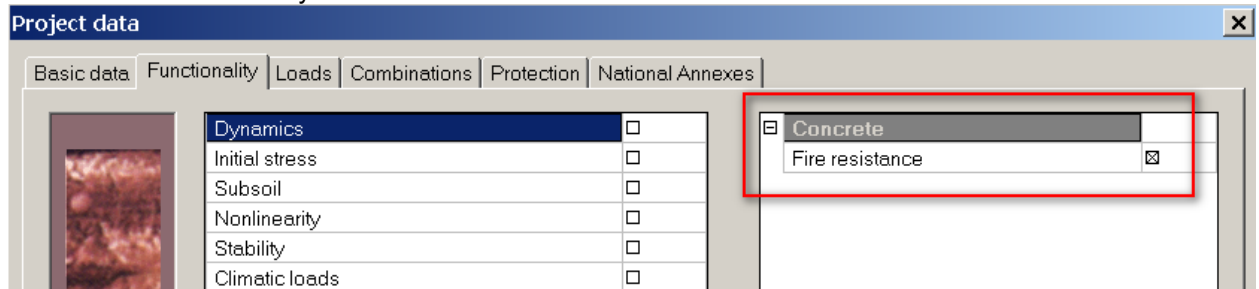 Project data
Basic data Functionality Loads Combinations Protection National Annexes
Dynamics
Initial stress
Subsoil
Nonlinearity
Stability
Climatic loads
Concrete
Fire resistance